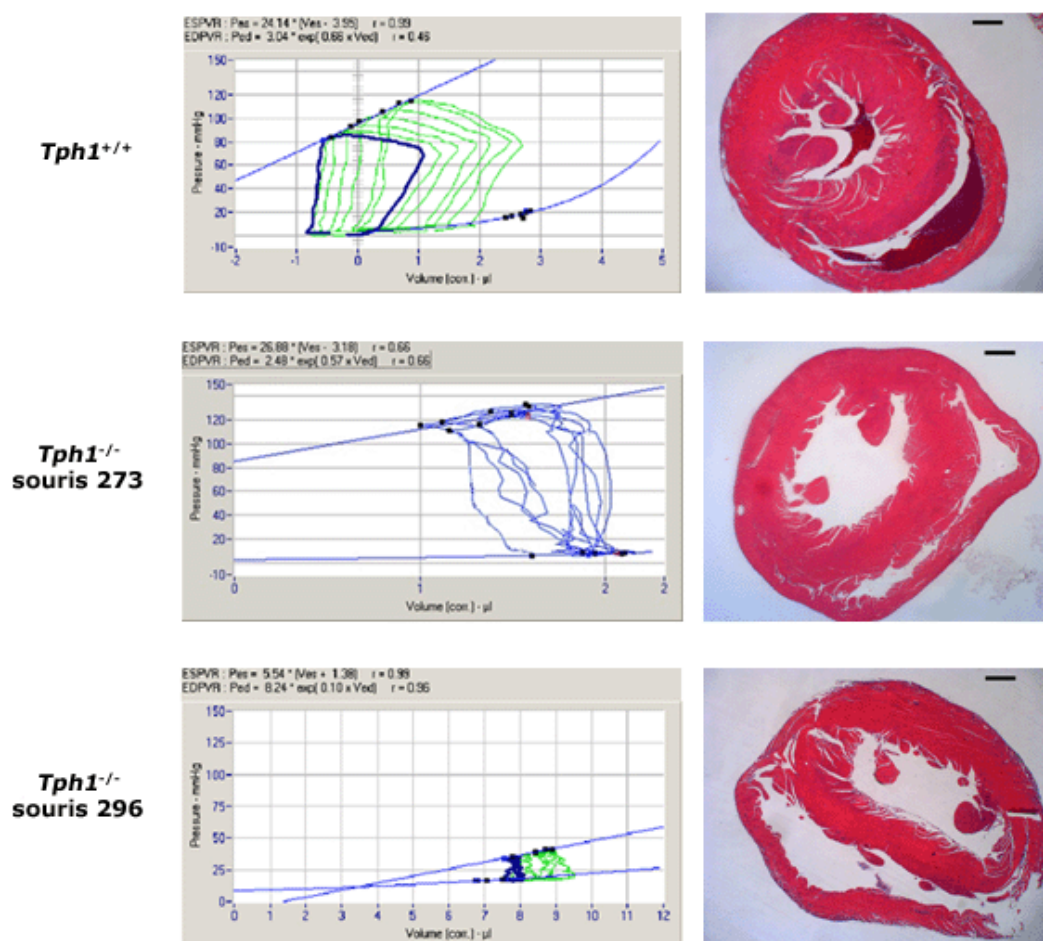 ESPVR : Pes = 24.14 * (Ves - 3.95) r = 0.99
EDPVR : Ped = 3.04 * exp( 0.66 x Ved) r = 0.46
Tph1+/+
Pressure - mmHg
150
120
100
80
60
40
20
-10
-2
-1
0
1
2
3
4
5
Volume (corr.) - µl
ESPVR : Pes = 26.88 * (Ves - 3.18) r = 0.66
EDPVR : Ped = 2.48 * exp( 0.57 x Ved) r = 0.66
Tph1-/-
souris 273
Pressure - mmHg
150
120
100
80
60
40
20
-10
0
1
2
2
Volume (corr.) - µl
ESPVR : Pes = 5.54 * (Ves + 1.38) r = 0.99
EDPVR : Ped = 8.24 * exp( 0.10 x Ved) r = 0.96
Tph1-/-
souris 296
Pressure - mmHg
150
125
100
75
50
25
0
0
1
2
3
4
5
6
7
8
9
10
11
12
Volume (corr.) - µl